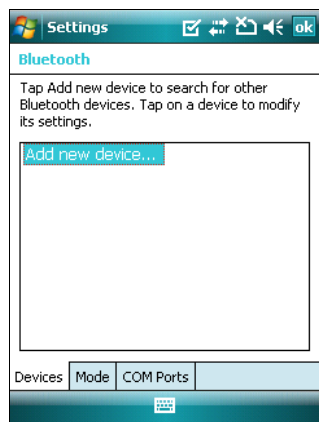 Settings ok
Bluetooth
Tap Add new device to search for other
Bluetooth devices. Tap on a device to modify
its settings.
Add new device...
Devices Mode COM Ports